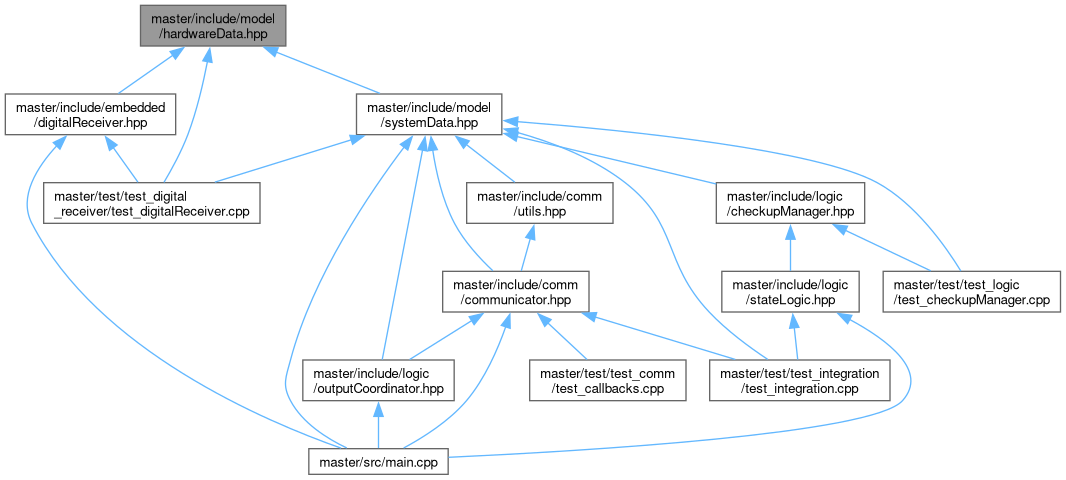 master/include/model
/hardwareData.hpp
master/include/embedded
/digitalReceiver.hpp
master/include/model
/systemData.hpp
master/test/test_digital
_receiver/test_digitalReceiver.cpp
master/include/comm
/utils.hpp
master/include/logic
/checkupManager.hpp
master/include/comm
/communicator.hpp
master/include/logic
/stateLogic.hpp
master/test/test_logic
/test_checkupManager.cpp
master/include/logic
/outputCoordinator.hpp
master/test/test_comm
/test_callbacks.cpp
master/test/test_integration
/test_integration.cpp
master/src/main.cpp